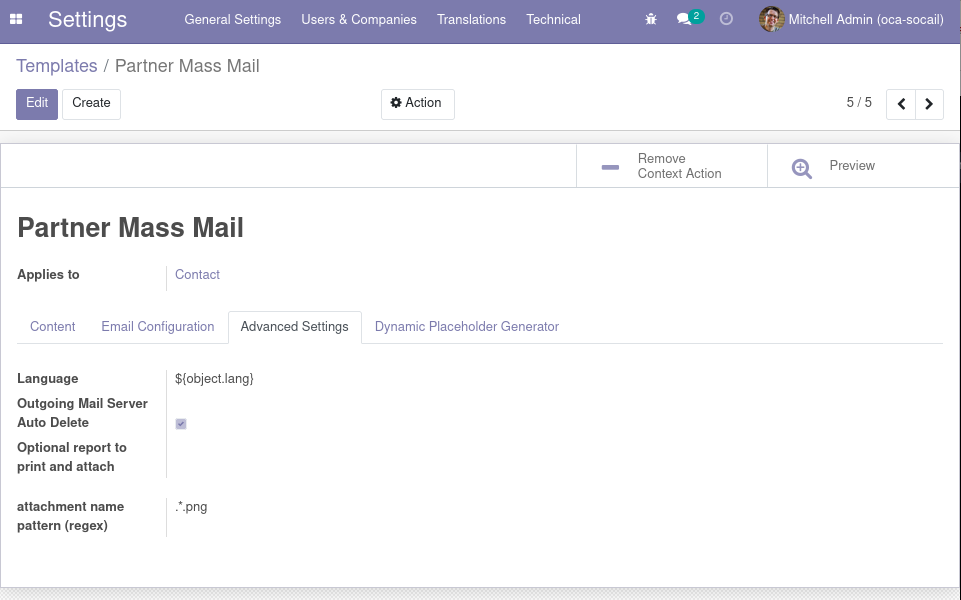 Settings General Settings Users & Companies Translations Technical 2 Mitchell Admin (oca-socail)
Templates / Partner Mass Mail
Edit Create Action 5 / 5
Remove
Context Action
Preview
Partner Mass Mail
Applies to Contact
Content Email Configuration Advanced Settings Dynamic Placeholder Generator
Language ${object.lang}
Outgoing Mail Server
Auto Delete
Optional report to
print and attach
attachment name .*.png
pattern (regex)